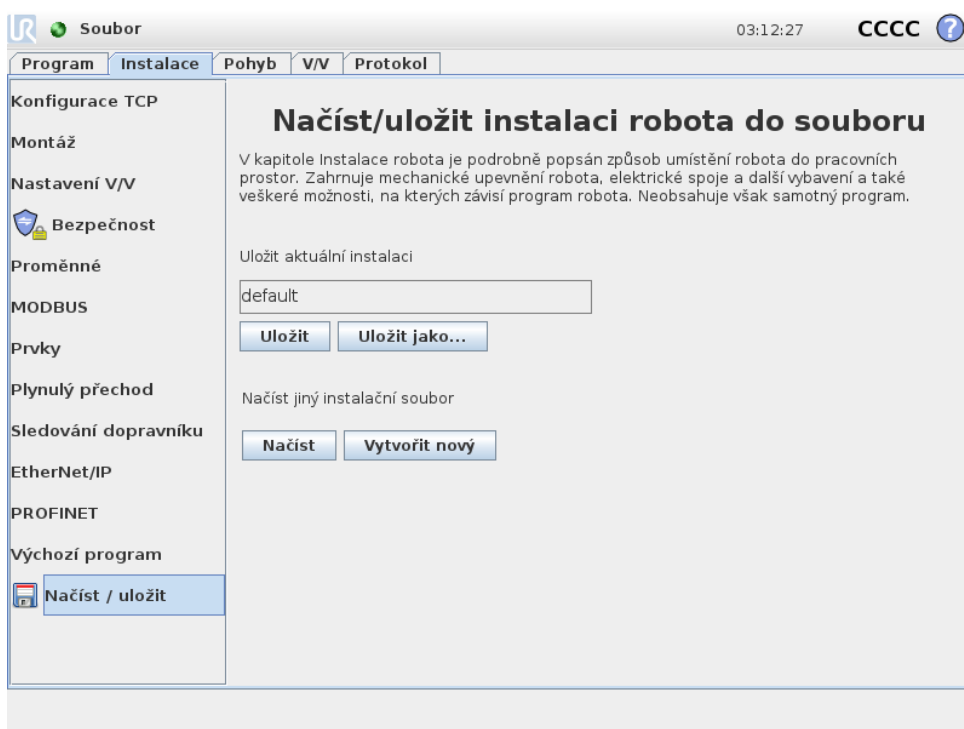 UR Soubor 03:12:27 CCCC ?
Program Instalace Pohyb V/V Protokol
Konfigurace TCP
Montáž
Nastavení V/V
Bezpečnost
Proměnné
MODBUS
Prvky
Plynulý přechod
Sledování dopravníku
EtherNet/IP
PROFINET
Výchozí program
Načíst / uložit
Načíst/uložit instalaci robota do souboru
V kapitole Instalace robota je podrobně popsán způsob umístění robota do pracovních
prostor. Zahrnuje mechanické upevnění robota, elektrické spoje a další vybavení a také
veškeré možnosti, na kterých závisí program robota. Neobsahuje však samotný program.
Uložit aktuální instalaci
default
Uložit Uložit jako...
Načíst jiný instalační soubor
Načíst Vytvořit nový